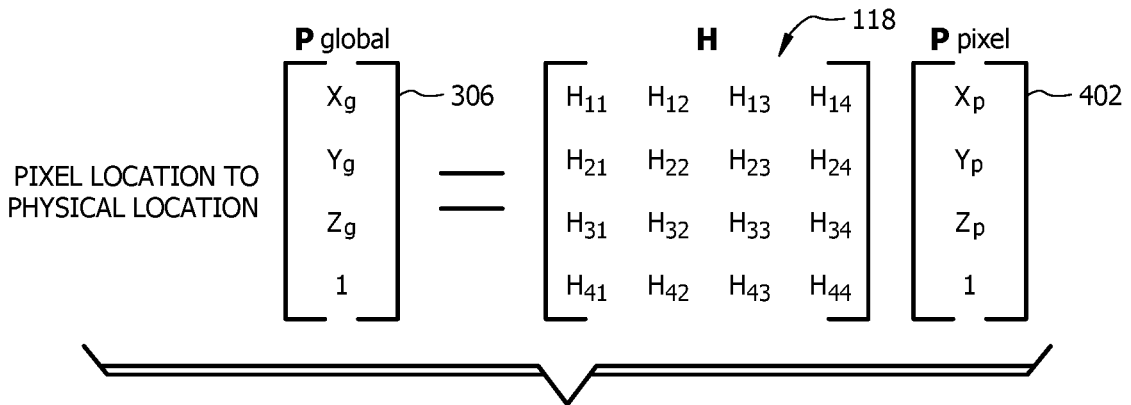 P global H 118 P pixel
Xg 306 H11 H12 H13 H14 Xp 402
Yg H21 H22 H23 H24 Yp
PIXEL LOCATION TO
PHYSICAL LOCATION
=
Zg H31 H32 H33 H34 Zp
1 H41 H42 H43 H44 1